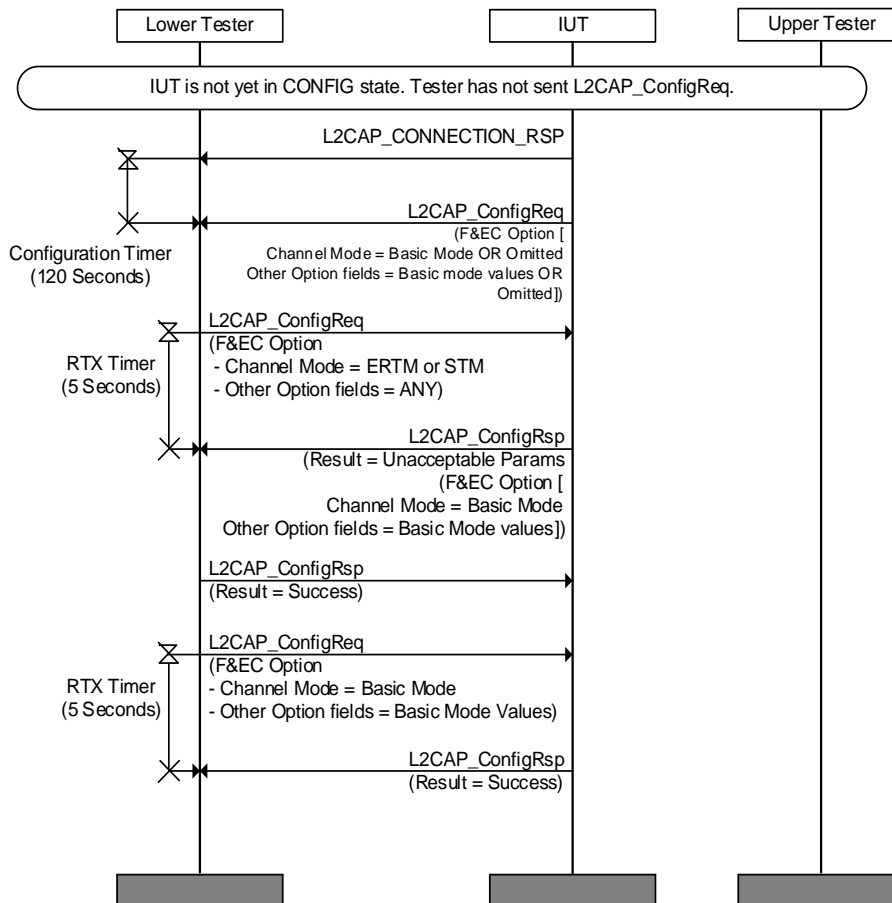 Lower Tester
IUT
Upper Tester
IUT is not yet in CONFIG state. Tester has not sent L2CAP_ConfigReq.
L2CAP_CONNECTION_RSP
L2CAP_ConfigReq
(F&EC Option [
Channel Mode = Basic Mode OR Omitted
Other Option fields = Basic mode values OR
Omitted])
Configuration Timer
(120 Seconds)
L2CAP_ConfigReq
(F&EC Option
- Channel Mode = ERTM or STM
- Other Option fields = ANY)
RTX Timer
(5 Seconds)
L2CAP_ConfigRsp
(Result = Unacceptable Params
(F&EC Option [
Channel Mode = Basic Mode
Other Option fields = Basic Mode values])
L2CAP_ConfigRsp
(Result = Success)
L2CAP_ConfigReq
(F&EC Option
- Channel Mode = Basic Mode
- Other Option fields = Basic Mode Values)
RTX Timer
(5 Seconds)
L2CAP_ConfigRsp
(Result = Success)